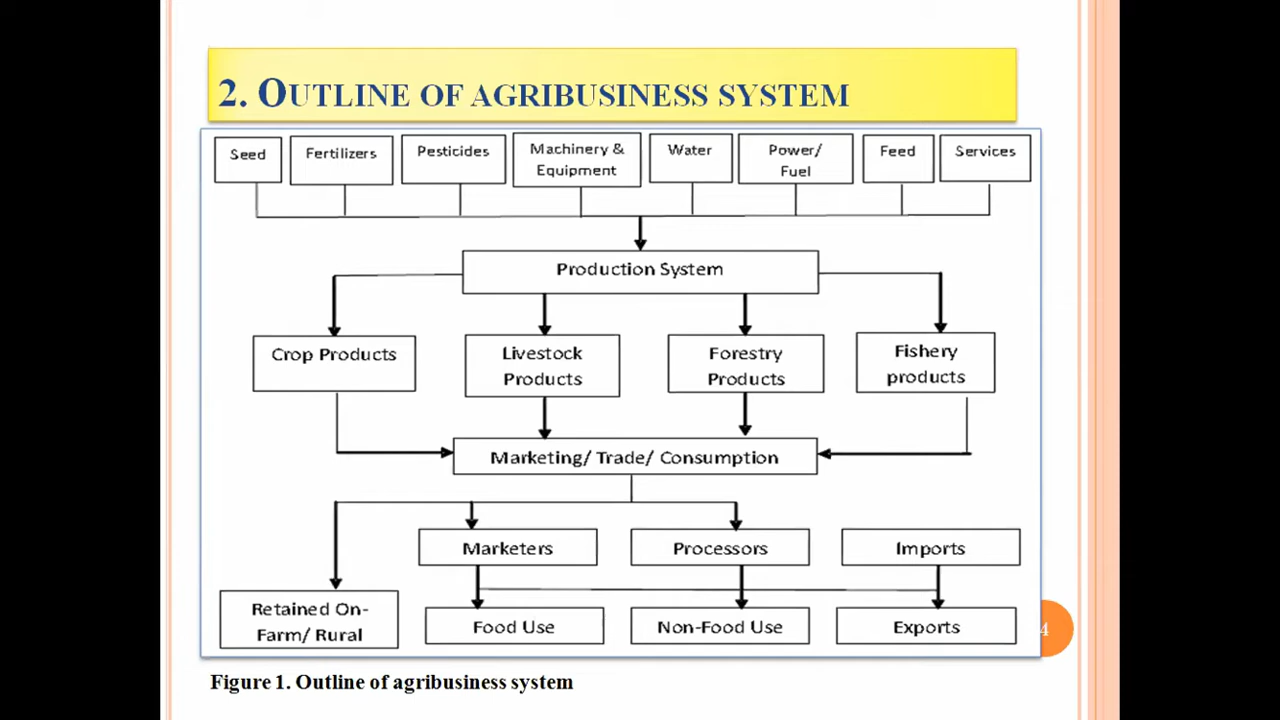 2. OUTLINE OF AGRIBUSINESS SYSTEM
Seed
Fertilizers
Pesticides
Machinery &
Equipment
Water
Power/
Fuel
Feed
Services
Production System
Crop Products
Livestock
Products
Forestry
Products
Fishery
products
Marketing/ Trade/ Consumption
Marketers
Processors
Imports
Retained On-
Farm/ Rural
Food Use
Non-Food Use
Exports
4
Figure 1. Outline of agribusiness system